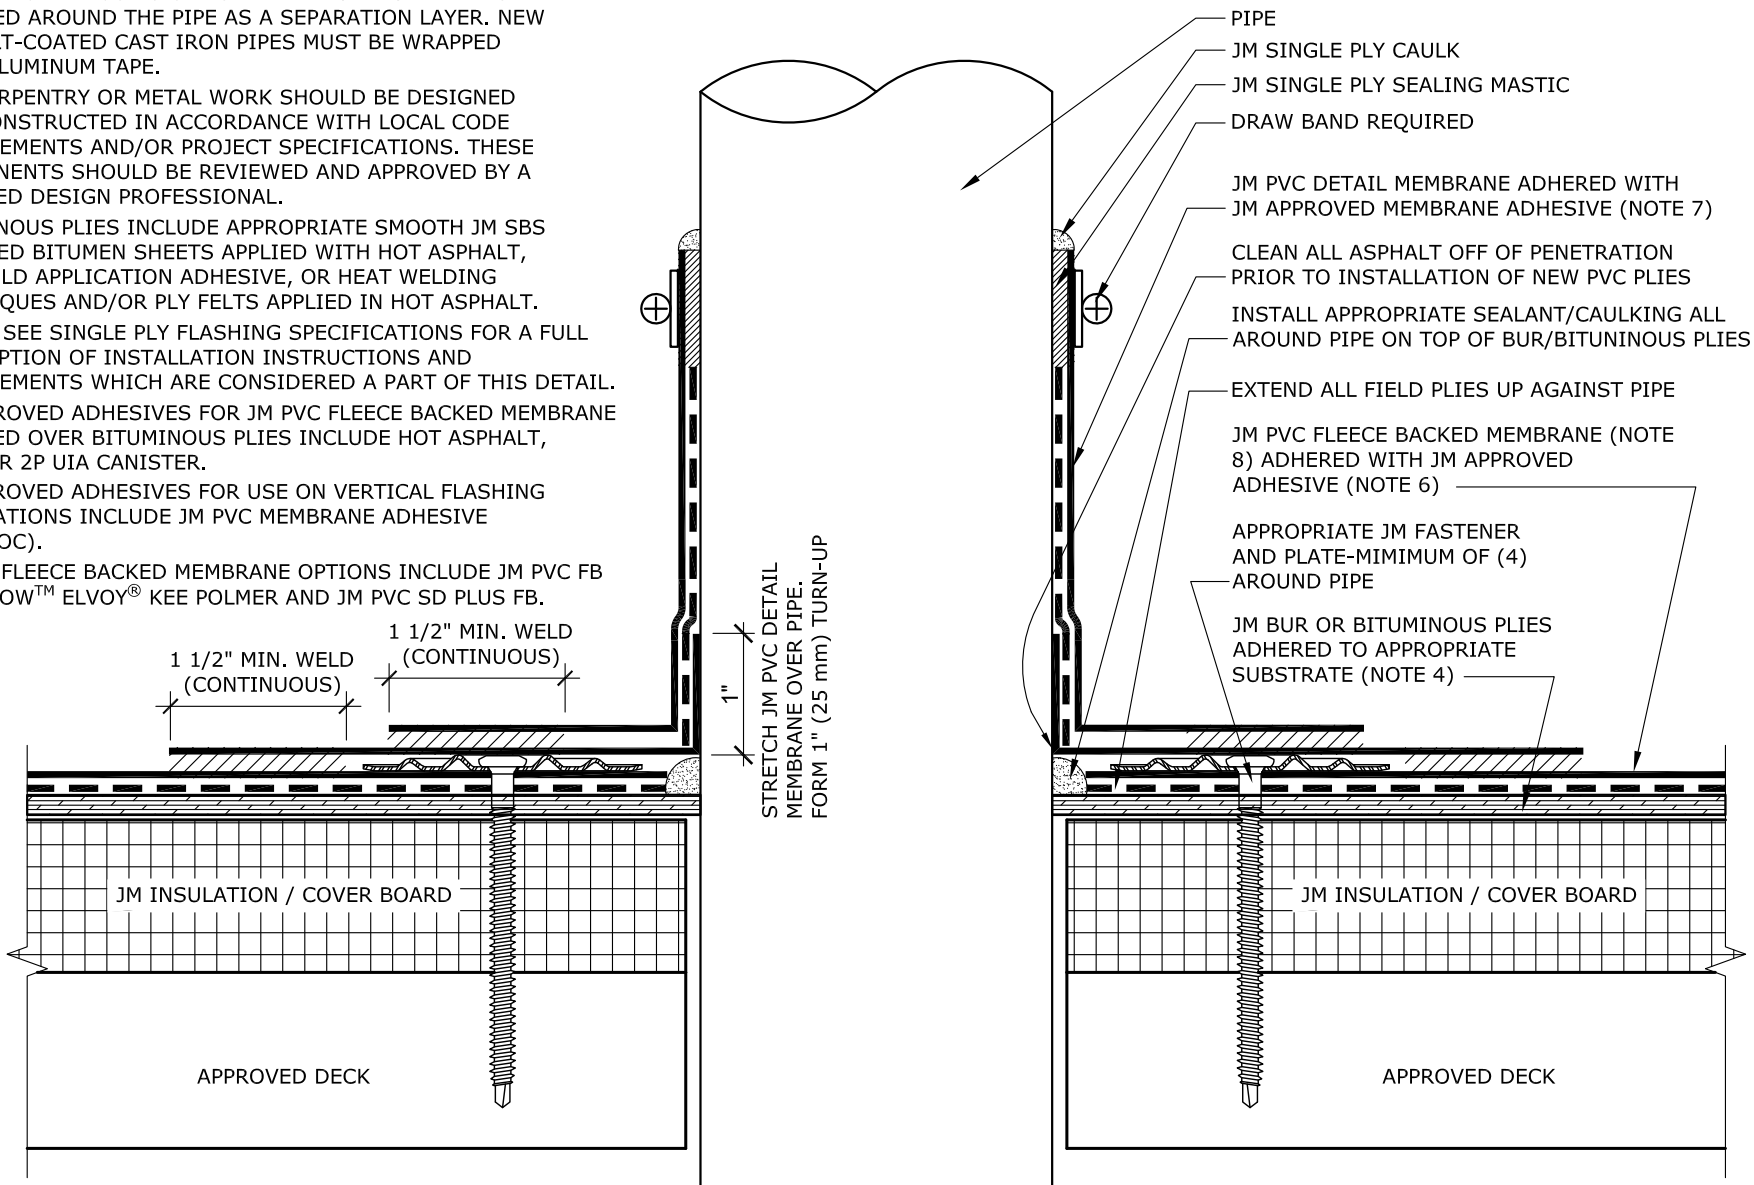 ED AROUND THE PIPE AS A SEPARATION LAYER. NEW
T-COATED CAST IRON PIPES MUST BE WRAPPED
LUMINUM TAPE.
RPENTRY OR METAL WORK SHOULD BE DESIGNED
ONSTRUCTED IN ACCORDANCE WITH LOCAL CODE
EMENTS AND/OR PROJECT SPECIFICATIONS. THESE
NENTS SHOULD BE REVIEWED AND APPROVED BY A
ED DESIGN PROFESSIONAL.
NOUS PLIES INCLUDE APPROPRIATE SMOOTH JM SBS
ED BITUMEN SHEETS APPLIED WITH HOT ASPHALT,
LD APPLICATION ADHESIVE, OR HEAT WELDING
QUES AND/OR PLY FELTS APPLIED IN HOT ASPHALT.
SEE SINGLE PLY FLASHING SPECIFICATIONS FOR A FULL
PTION OF INSTALLATION INSTRUCTIONS AND
EMENTS WHICH ARE CONSIDERED A PART OF THIS DETAIL.
ROVED ADHESIVES FOR JM PVC FLEECE BACKED MEMBRANE
ED OVER BITUMINOUS PLIES INCLUDE HOT ASPHALT,
R 2P UIA CANISTER.
ROVED ADHESIVES FOR USE ON VERTICAL FLASHING
ATIONS INCLUDE JM PVC MEMBRANE ADHESIVE
OC).
FLEECE BACKED MEMBRANE OPTIONS INCLUDE JM PVC FB
OW™ ELVOY® KEE POLMER AND JM PVC SD PLUS FB.
1 1/2" MIN. WELD
(CONTINUOUS)
1 1/2" MIN. WELD
(CONTINUOUS)
1"
STRETCH JM PVC DETAIL
MEMBRANE OVER PIPE.
FORM 1" (25 mm) TURN-UP
PIPE
JM SINGLE PLY CAULK
JM SINGLE PLY SEALING MASTIC
DRAW BAND REQUIRED
JM PVC DETAIL MEMBRANE ADHERED WITH
JM APPROVED MEMBRANE ADHESIVE (NOTE 7)
CLEAN ALL ASPHALT OFF OF PENETRATION
PRIOR TO INSTALLATION OF NEW PVC PLIES
INSTALL APPROPRIATE SEALANT/CAULKING ALL
AROUND PIPE ON TOP OF BUR/BITUNINOUS PLIES
EXTEND ALL FIELD PLIES UP AGAINST PIPE
JM PVC FLEECE BACKED MEMBRANE (NOTE
8) ADHERED WITH JM APPROVED
ADHESIVE (NOTE 6)
APPROPRIATE JM FASTENER
AND PLATE-MIMIMUM OF (4)
AROUND PIPE
JM BUR OR BITUMINOUS PLIES
ADHERED TO APPROPRIATE
SUBSTRATE (NOTE 4)
JM INSULATION / COVER BOARD
JM INSULATION / COVER BOARD
APPROVED DECK
APPROVED DECK